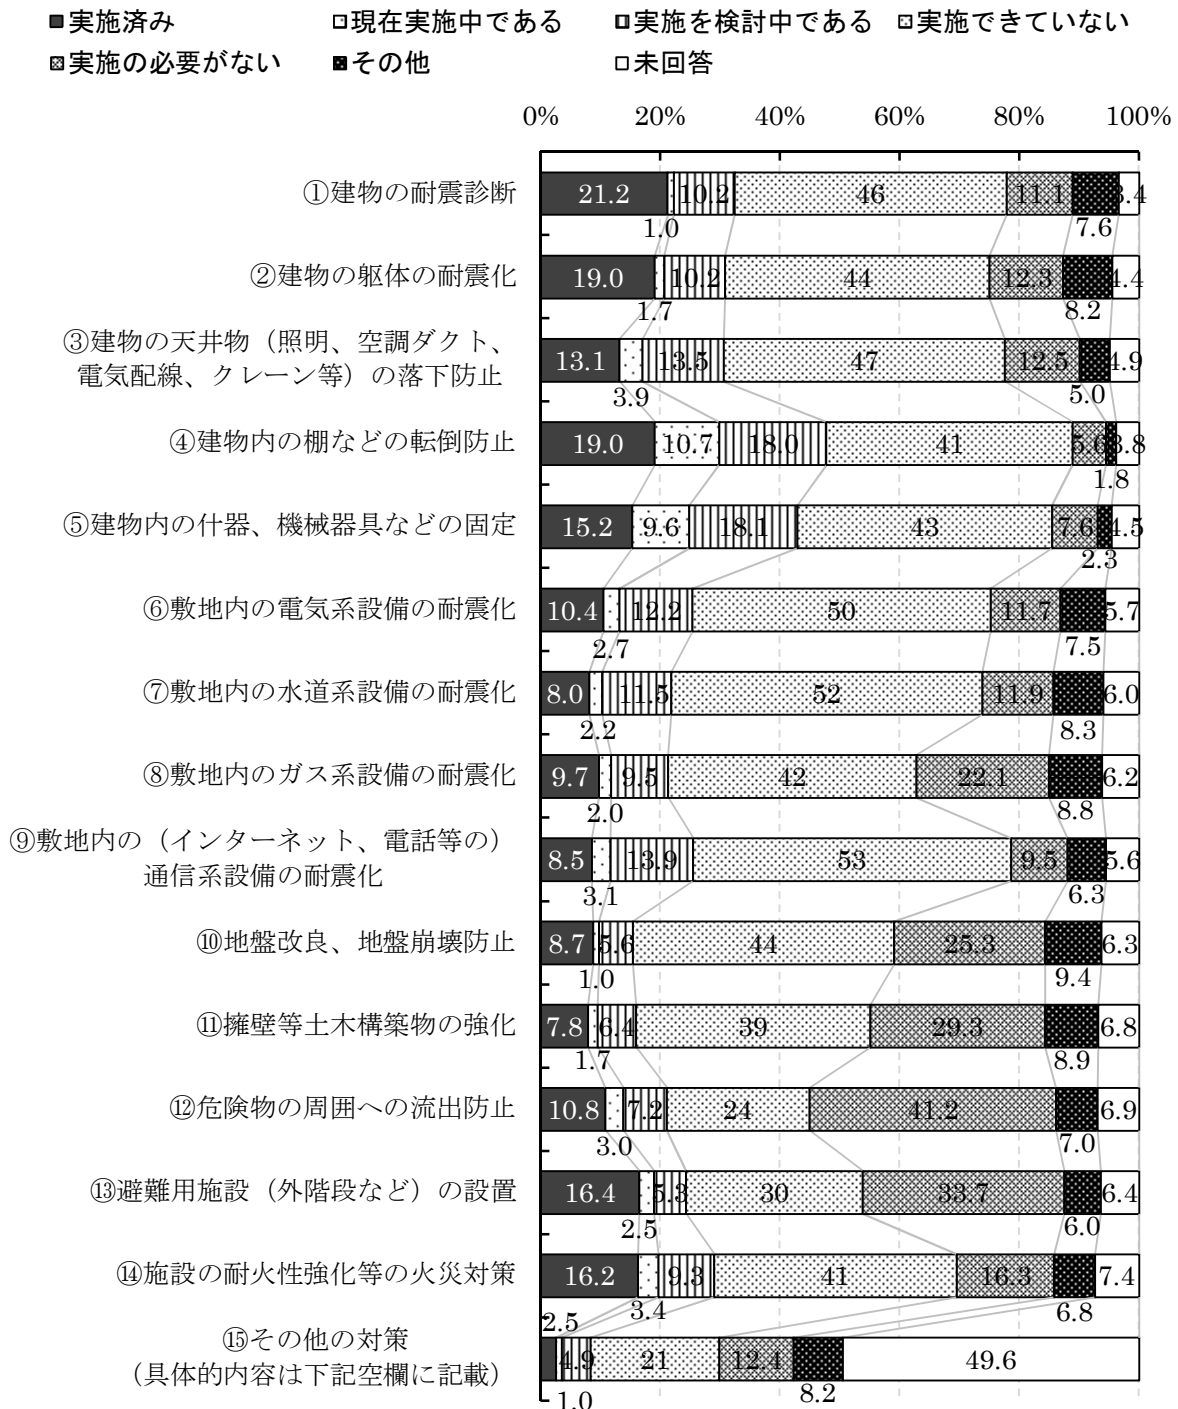 ■実施済み □現在実施中である □実施を検討中である □実施できていない
□実施の必要がない ■その他 □未回答
0% 20% 40% 60% 80% 100%
①建物の耐震診断 21.2 10.2 46 11.1 3.4
1.0 7.6
②建物の躯体の耐震化 19.0 10.2 44 12.3 4.4
1.7 8.2
③建物の天井物（照明、空調ダクト、
電気配線、クレーン等）の落下防止 13.1 13.5 47 12.5 4.9
3.9 5.0
④建物内の棚などの転倒防止 19.0 10.7 18.0 41 5.6 3.8
1.8
⑤建物内の什器、機械器具などの固定 15.2 9.6 18.1 43 7.6 4.5
2.3
⑥敷地内の電気系設備の耐震化 10.4 12.2 50 11.7 5.7
2.7 7.5
⑦敷地内の水道系設備の耐震化 8.0 11.5 52 11.9 6.0
2.2 8.3
⑧敷地内のガス系設備の耐震化 9.7 9.5 42 22.1 6.2
2.0 8.8
⑨敷地内の（インターネット、電話等の）
通信系設備の耐震化 8.5 13.9 53 9.5 5.6
3.1 6.3
⑩地盤改良、地盤崩壊防止 8.7 5.6 44 25.3 6.3
1.0 9.4
⑪擁壁等土木構築物の強化 7.8 6.4 39 29.3 6.8
1.7 8.9
⑫危険物の周囲への流出防止 10.8 7.2 24 41.2 6.9
3.0 7.0
⑬避難用施設（外階段など）の設置 16.4 5.3 30 33.7 6.4
2.5 6.0
⑭施設の耐火性強化等の火災対策 16.2 9.3 41 16.3 7.4
3.4 6.8
2.5
⑮その他の対策
（具体的内容は下記空欄に記載） 4.9 21 12.4 49.6
1.0 8.2